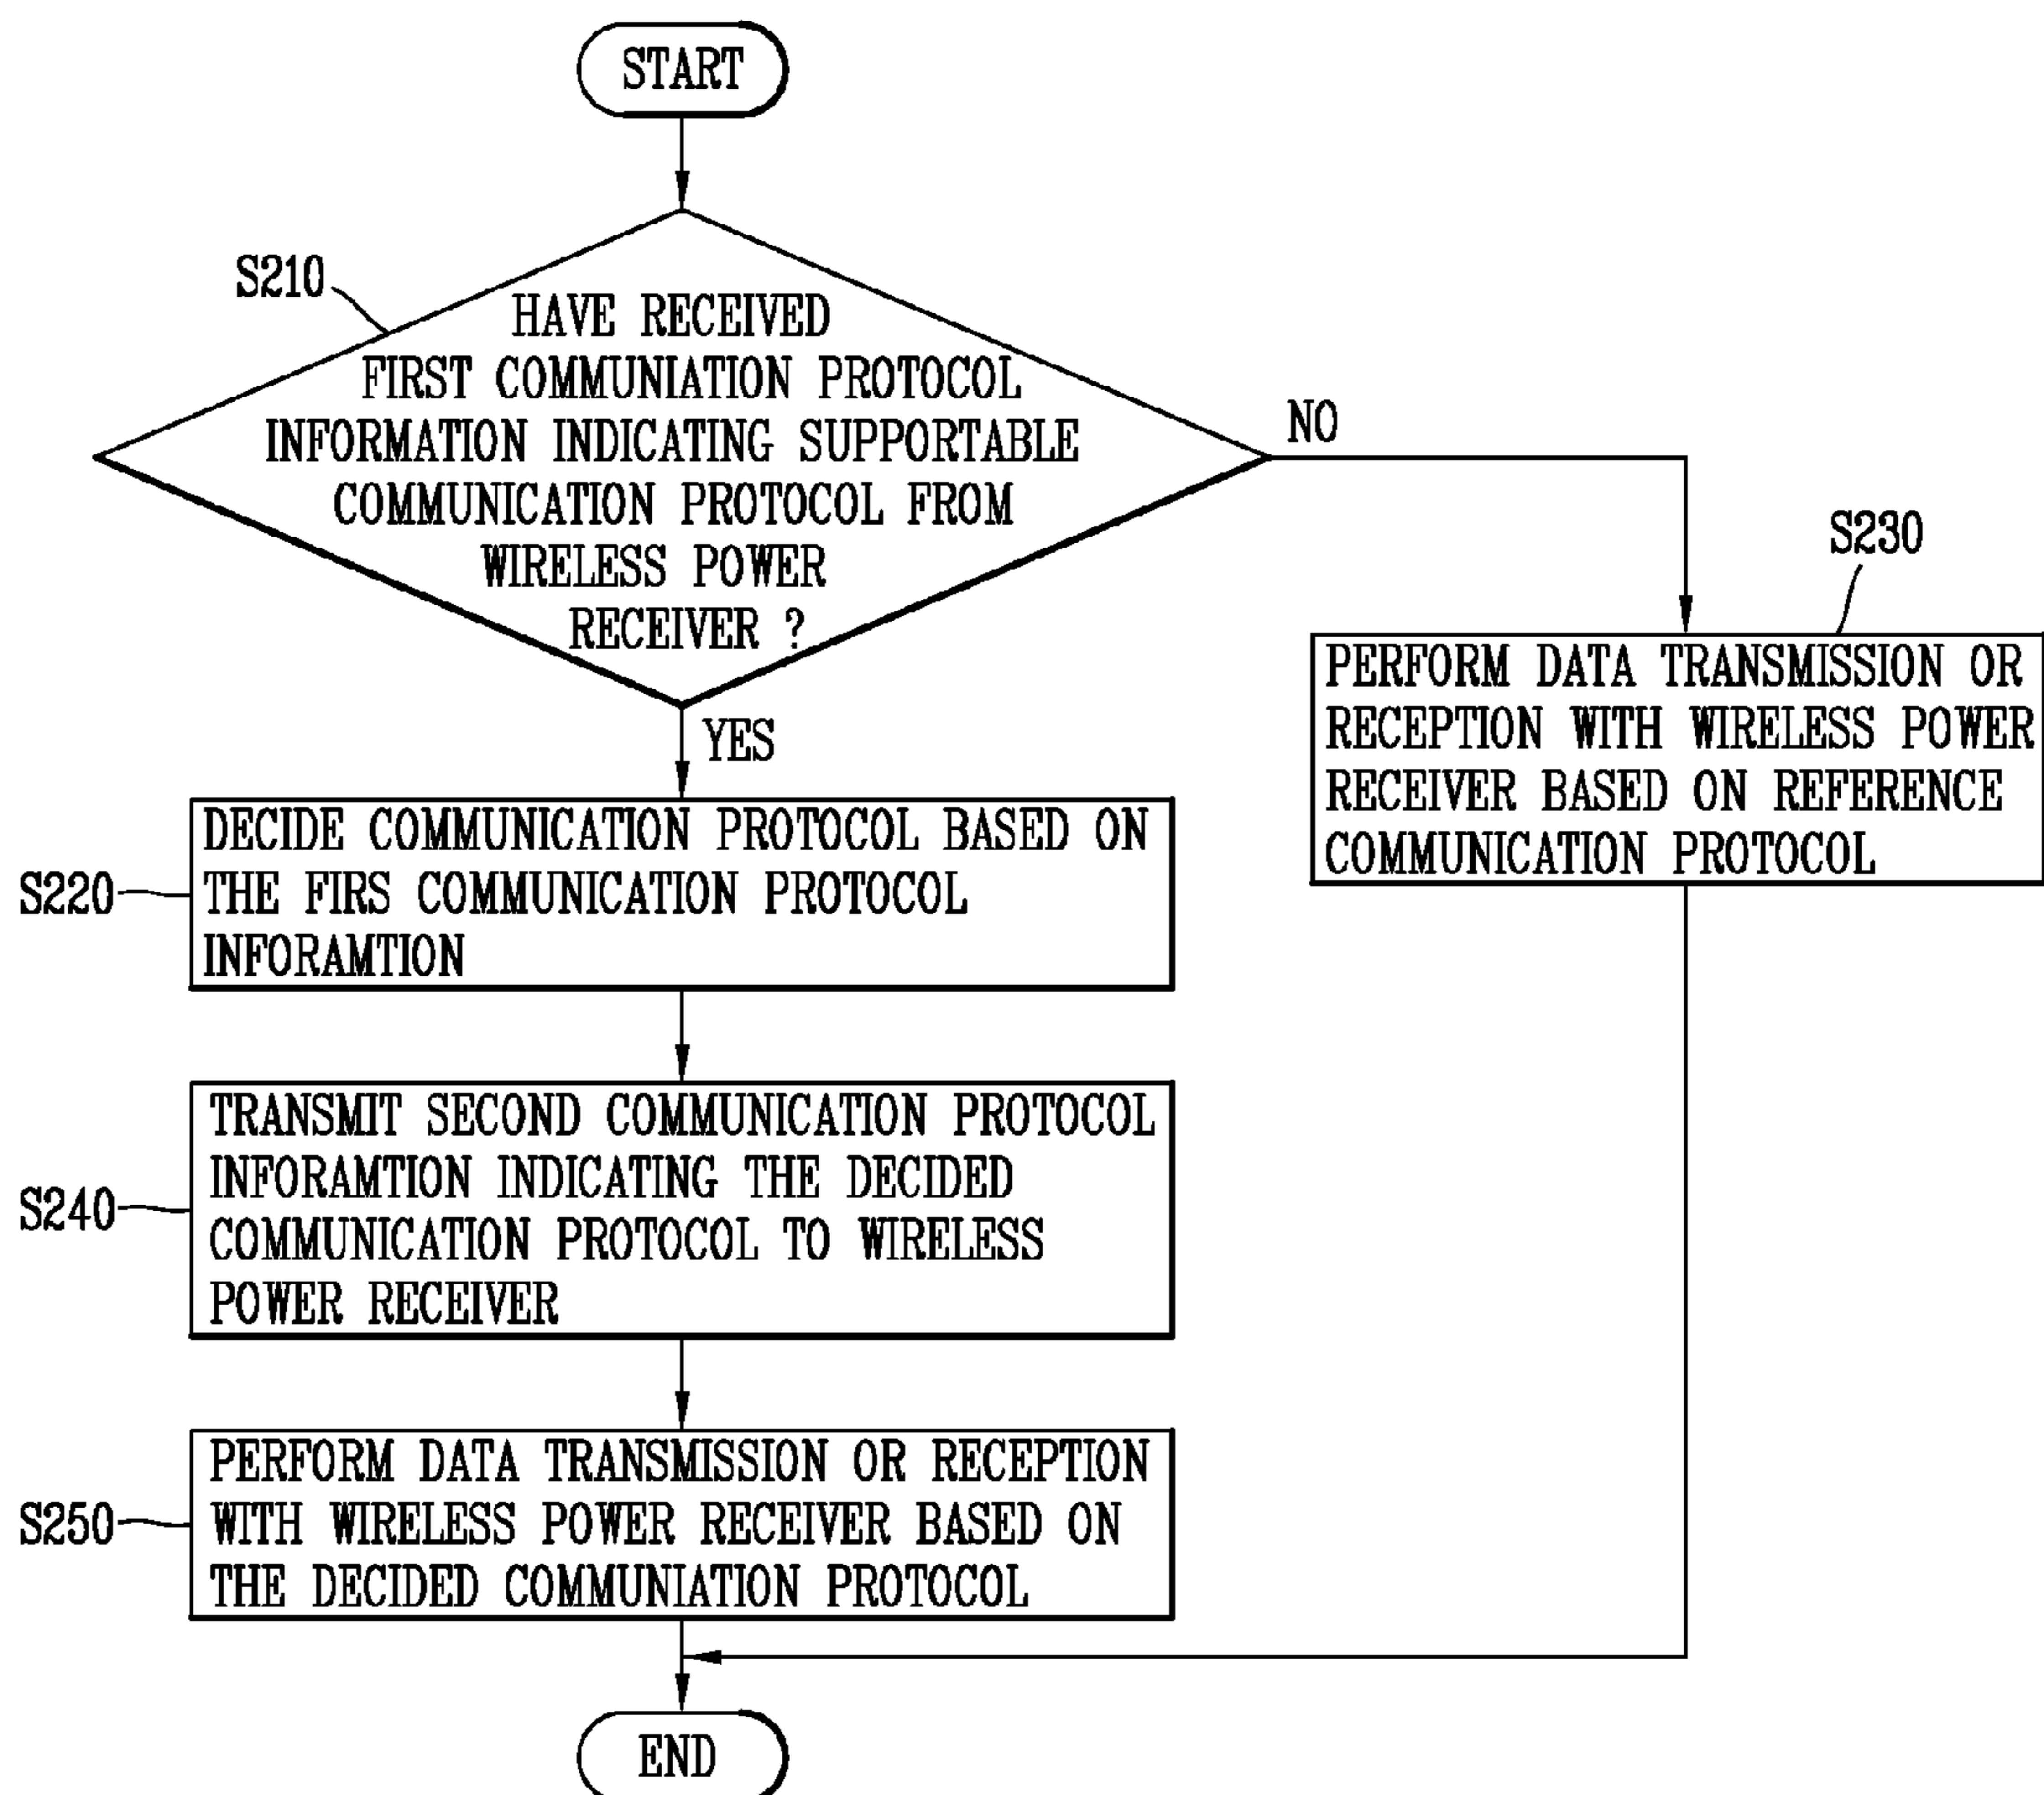 START
S210
HAVE RECEIVED
FIRST COMMUNIATION PROTOCOL
INFORMATION INDICATING SUPPORTABLE
COMMUNICATION PROTOCOL FROM
WIRELESS POWER
RECEIVER ?
NO
YES
S230
PERFORM DATA TRANSMISSION OR
RECEPTION WITH WIRELESS POWER
RECEIVER BASED ON REFERENCE
COMMUNICATION PROTOCOL
S220
DECIDE COMMUNICATION PROTOCOL BASED ON
THE FIRS COMMUNICATION PROTOCOL
INFORAMTION
S240
TRANSMIT SECOND COMMUNICATION PROTOCOL
INFORAMTION INDICATING THE DECIDED
COMMUNICATION PROTOCOL TO WIRELESS
POWER RECEIVER
S250
PERFORM DATA TRANSMISSION OR RECEPTION
WITH WIRELESS POWER RECEIVER BASED ON
THE DECIDED COMMUNIATION PROTOCOL
END